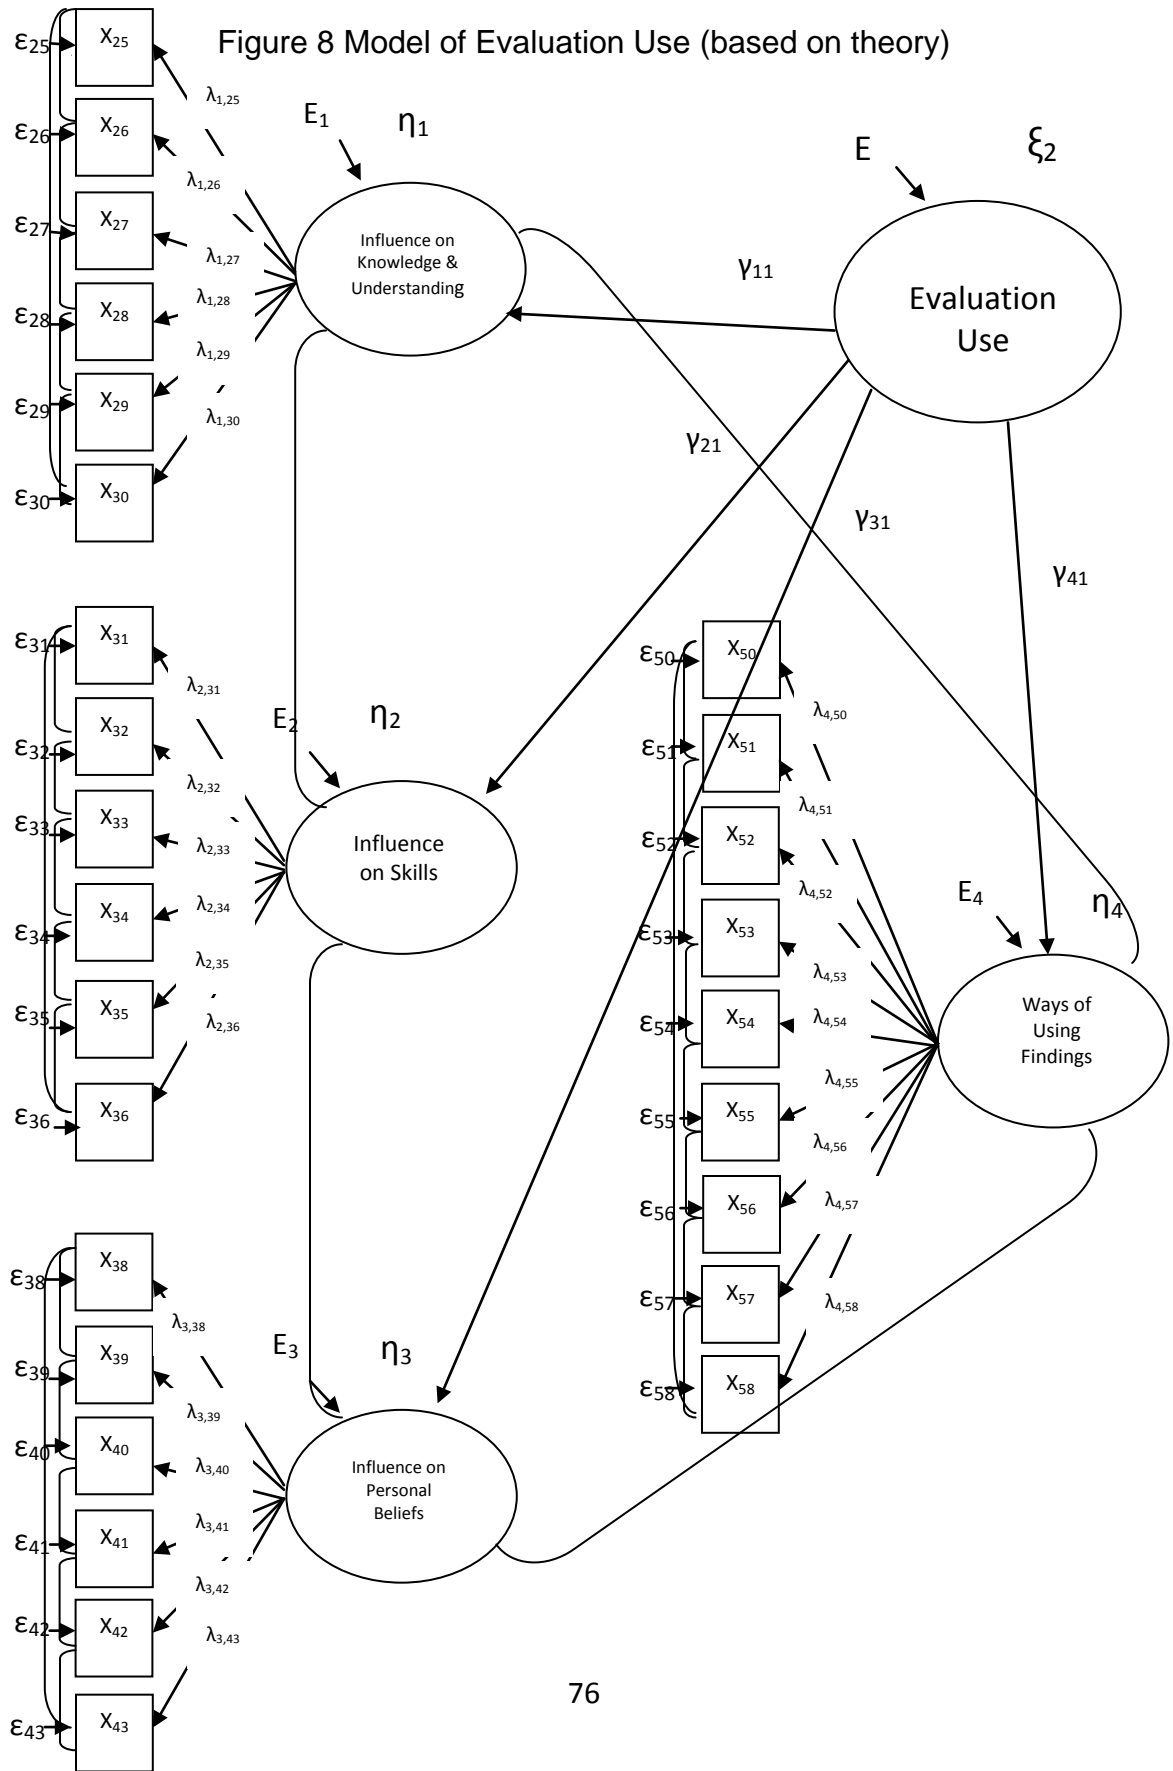 Figure 8 Model of Evaluation Use (based on theory)
ε25 X25
λ1,25
ε26 X26
λ1,26
ε27 X27
λ1,27
ε28 X28
λ1,28
ε29 X29
λ1,29
ε30 X30
λ1,30
E1 η1
Influence on
Knowledge &
Understanding
E ξ2
Evaluation
Use
γ11
γ21
γ31
γ41
ε31 X31
λ2,31
ε32 X32
λ2,32
ε33 X33
λ2,33
ε34 X34
λ2,34
ε35 X35
λ2,35
ε36 X36
λ2,36
E2 η2
Influence
on Skills
ε50 X50
λ4,50
ε51 X51
λ4,51
ε52 X52
λ4,52
ε53 X53
λ4,53
ε54 X54
λ4,54
ε55 X55
λ4,55
ε56 X56
λ4,56
ε57 X57
λ4,57
ε58 X58
λ4,58
E4 η4
Ways of
Using
Findings
ε38 X38
λ3,38
ε39 X39
λ3,39
ε40 X40
λ3,40
ε41 X41
λ3,41
ε42 X42
λ3,42
ε43 X43
λ3,43
E3 η3
Influence on
Personal
Beliefs
76